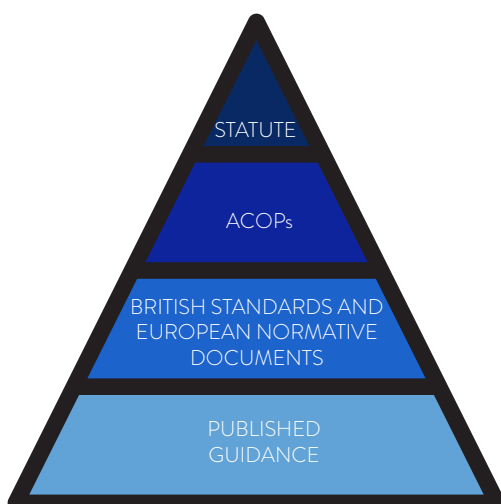 STATUTE
ACOPs
BRITISH STANDARDS AND
EUROPEAN NORMATIVE
DOCUMENTS
PUBLISHED
GUIDANCE